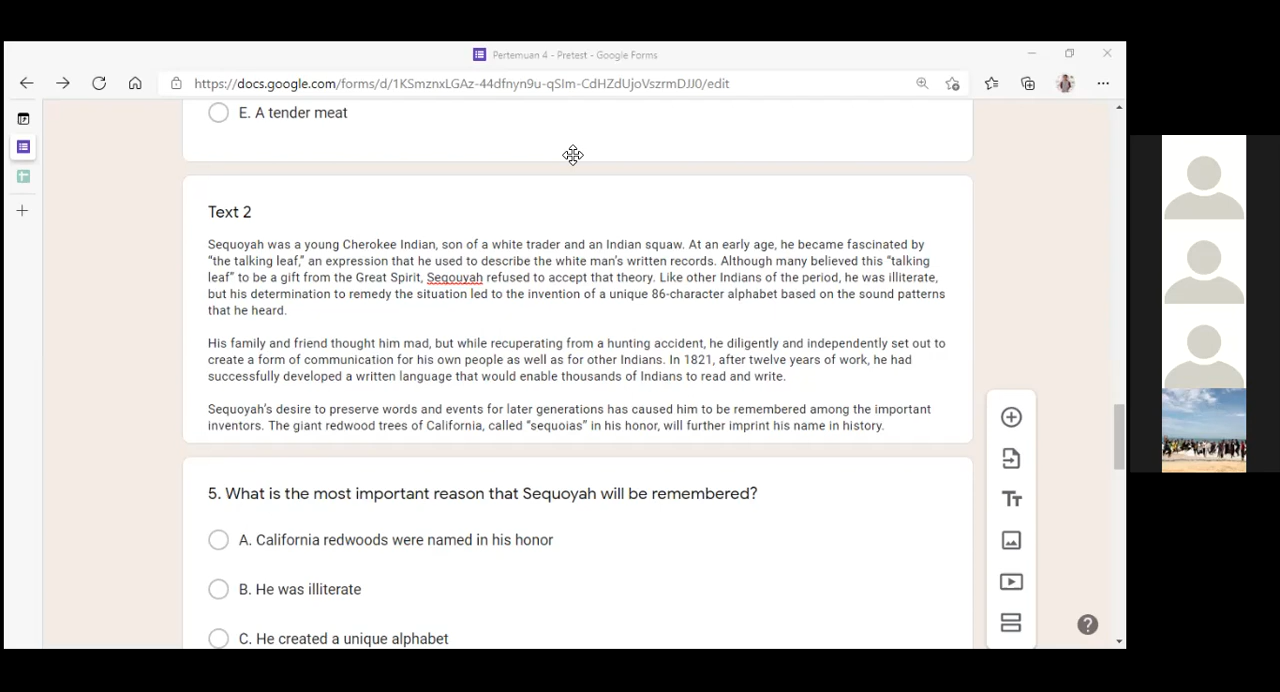 Pertemuan 4 - Pretest - Google Forms
https://docs.google.com/forms/d/1KSmznxLGAz-44dfnyn9u-qSIm-CdHZdUjoVszrmDJJ0/edit
E. A tender meat
Text 2
Sequoyah was a young Cherokee Indian, son of a white trader and an Indian squaw. At an early age, he became fascinated by
“the talking leaf,” an expression that he used to describe the white man’s written records. Although many believed this “talking
leaf” to be a gift from the Great Spirit, Seqouyah refused to accept that theory. Like other Indians of the period, he was illiterate,
but his determination to remedy the situation led to the invention of a unique 86-character alphabet based on the sound patterns
that he heard.
His family and friend thought him mad, but while recuperating from a hunting accident, he diligently and independently set out to
create a form of communication for his own people as well as for other Indians. In 1821, after twelve years of work, he had
successfully developed a written language that would enable thousands of Indians to read and write.
Sequoyah’s desire to preserve words and events for later generations has caused him to be remembered among the important
inventors. The giant redwood trees of California, called “sequoias” in his honor, will further imprint his name in history.
5. What is the most important reason that Sequoyah will be remembered?
A. California redwoods were named in his honor
B. He was illiterate
C. He created a unique alphabet